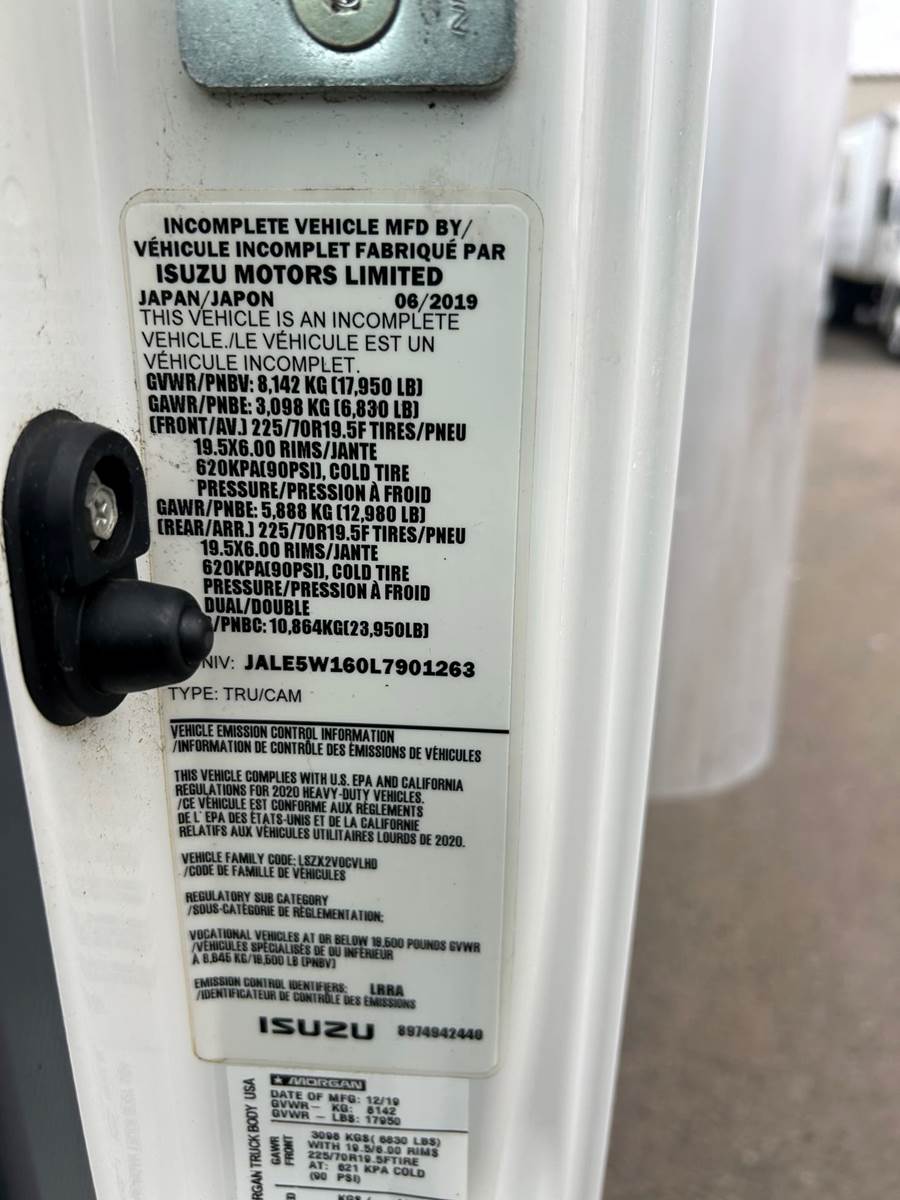 INCOMPLETE VEHICLE MFD BY/
VÉHICULE INCOMPLET FABRIQUÉ PAR
ISUZU MOTORS LIMITED
JAPAN/JAPON 06/2019
THIS VEHICLE IS AN INCOMPLETE
VEHICLE./LE VÉHICULE EST UN
VÉHICULE INCOMPLET.
GVWR/PNBV: 8,142 KG (17,950 LB)
GAWR/PNBE: 3,098 KG (6,830 LB)
(FRONT/AV.) 225/70R19.5F TIRES/PNEU
19.5X6.00 RIMS/JANTE
620KPA(90PSI), COLD TIRE
PRESSURE/PRESSION À FROID
GAWR/PNBE: 5,888 KG (12,980 LB)
(REAR/ARR.) 225/70R19.5F TIRES/PNEU
19.5X6.00 RIMS/JANTE
620KPA(90PSI), COLD TIRE
PRESSURE/PRESSION À FROID
DUAL/DOUBLE
/PNBC: 10,864KG(23,950LB)
NIV: JALE5W160L7901263
TYPE: TRU/CAM
VEHICLE EMISSION CONTROL INFORMATION
/INFORMATION DE CONTRÔLE DES ÉMISSIONS DE VÉHICULES
THIS VEHICLE COMPLIES WITH U.S. EPA AND CALIFORNIA
REGULATIONS FOR 2020 HEAVY-DUTY VEHICLES.
/CE VÉHICULE EST CONFORME AUX RÈGLEMENTS
DE L'EPA DES ÉTATS-UNIS ET DE LA CALIFORNIE
RELATIFS AUX VÉHICULES UTILITAIRES LOURDS DE 2020.
VEHICLE FAMILY CODE: LSZX2VOCVLHD
/CODE DE FAMILLE DE VÉHICULES
REGULATORY SUB CATEGORY
/SOUS-CATÉGORIE DE RÈGLEMENTATION:
VOCATIONAL VEHICLES AT OR BELOW 19,500 POUNDS GVWR
/VÉHICULES SPÉCIALISÉS DE OU INFÉRIEUR
À 8,845 KG/19,500 LB (PNBV)
EMISSION CONTROL IDENTIFIERS: LRRA
/IDENTIFICATEUR DE CONTRÔLE DES ÉMISSIONS
ISUZU 8974942440
MORGAN
RGAN TRUCK BODY USA
DATE OF MFG: 12/19
GVWR- KG: 8142
GVWR - LBS: 17950
GAWR
FRONT
3098 KGS( 6830 LBS)
WITH 19.5/6.00 RIMS
225/70R19.5FTIRE
AT: 621 KPA COLD
(90 PSI)